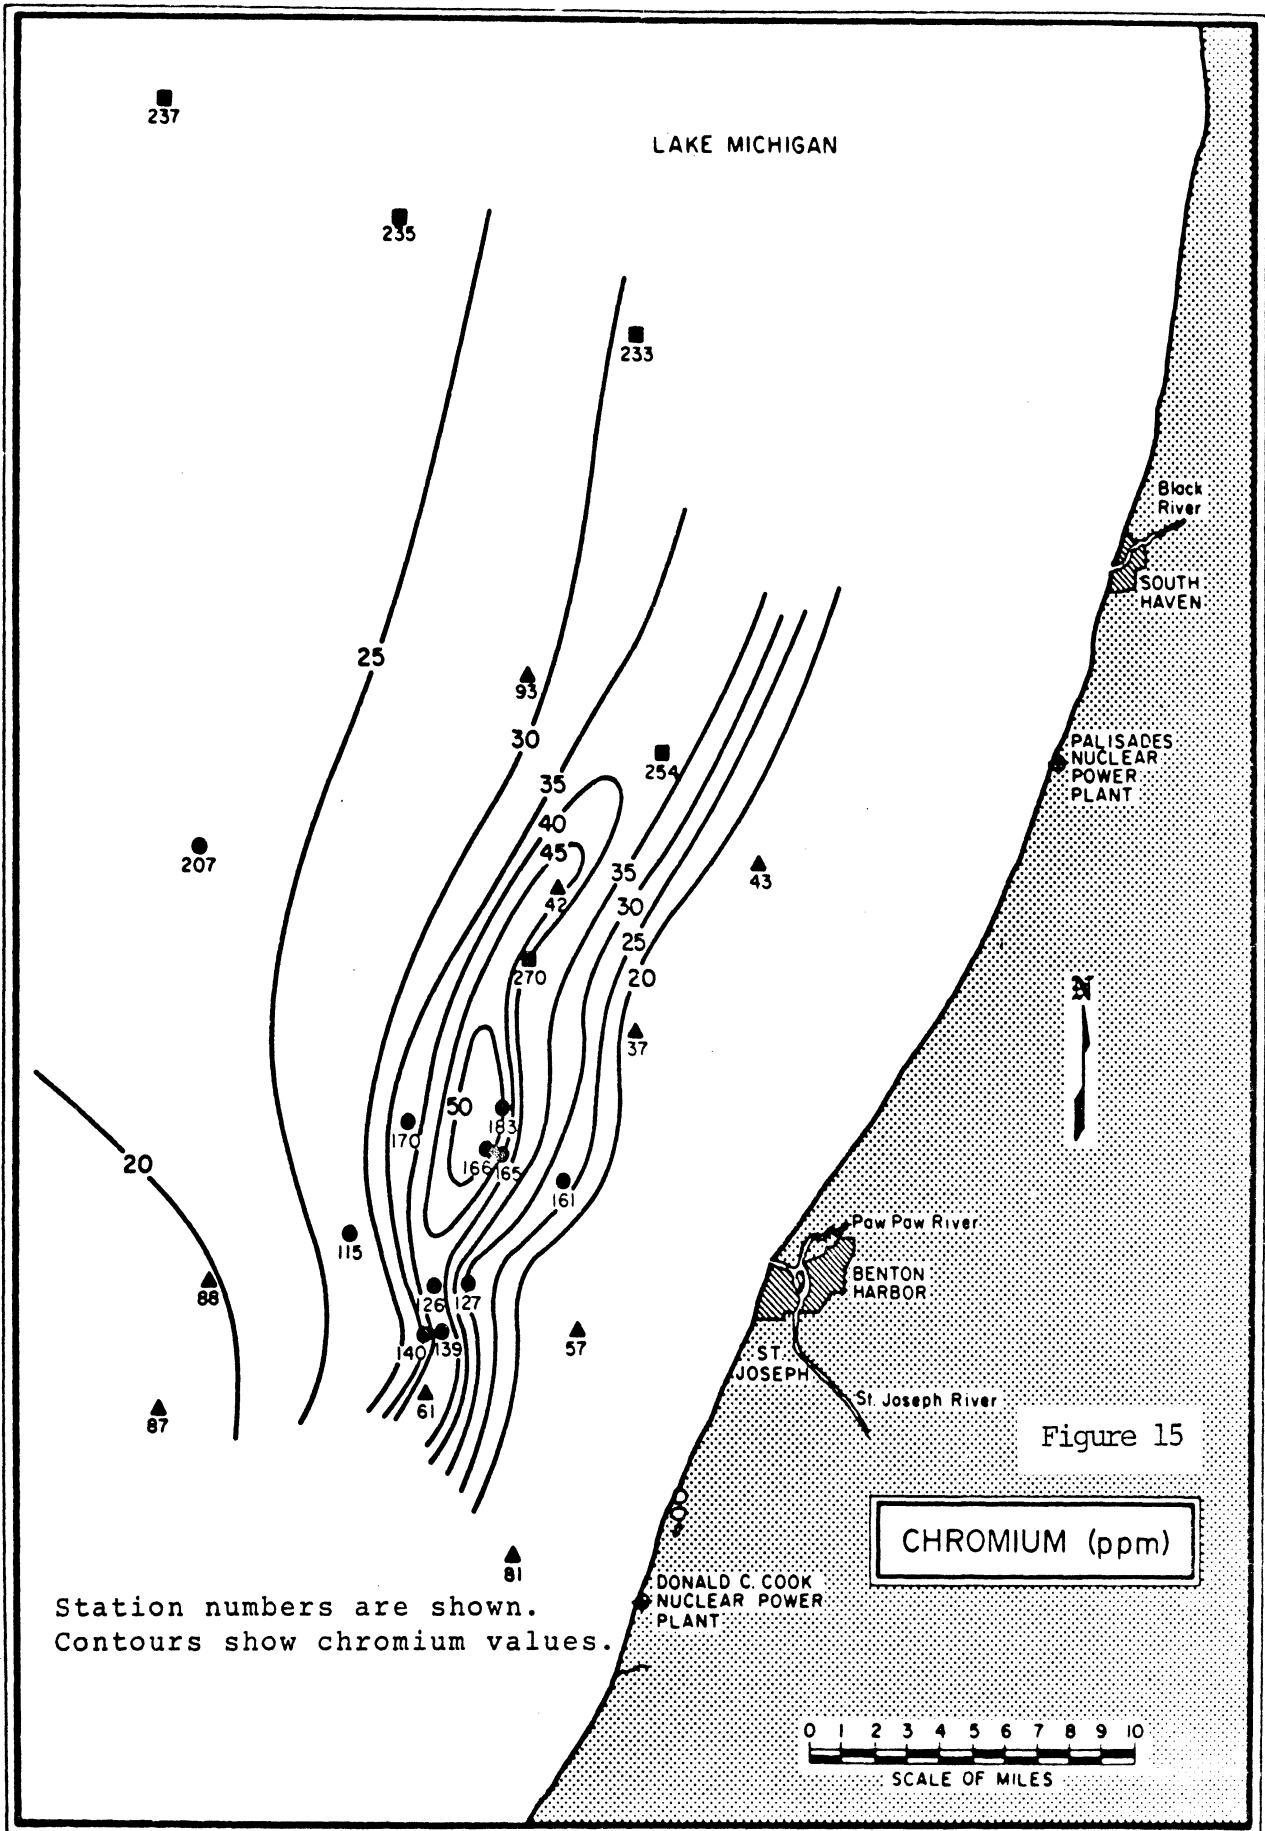 237
LAKE MICHIGAN
235
233
Black
River
SOUTH
HAVEN
25
93
30
PALISADES
NUCLEAR
POWER
PLANT
254
35
40
45
207
35
43
42
30
25
270
20
N
37
50
183
170
20
166
165
161
Paw Paw River
115
BENTON
HARBOR
88
126
127
140
139
57
ST.
JOSEPH
St. Joseph River
61
87
Figure 15
CHROMIUM (ppm)
81
DONALD C. COOK
NUCLEAR POWER
PLANT
Station numbers are shown.
Contours show chromium values.
0 1 2 3 4 5 6 7 8 9 10
SCALE OF MILES